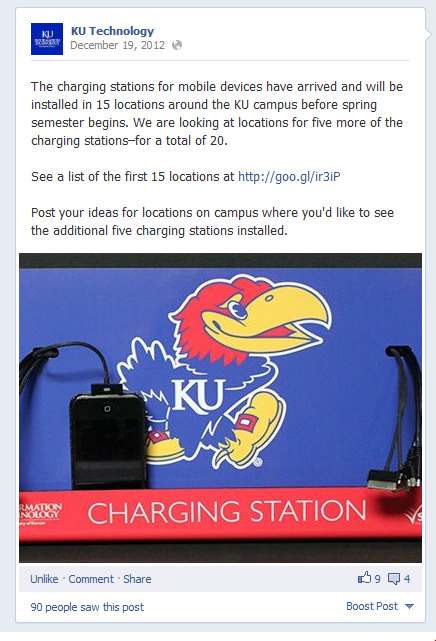 KU
KU Technology
December 19, 2012
The charging stations for mobile devices have arrived and will be
installed in 15 locations around the KU campus before spring
semester begins. We are looking at locations for five more of the
charging stations–for a total of 20.
See a list of the first 15 locations at http://goo.gl/ir3iP
Post your ideas for locations on campus where you'd like to see
the additional five charging stations installed.
KU
RMATION
NOLOGY
CHARGING STATION
Unlike · Comment · Share
9 4
90 people saw this post
Boost Post